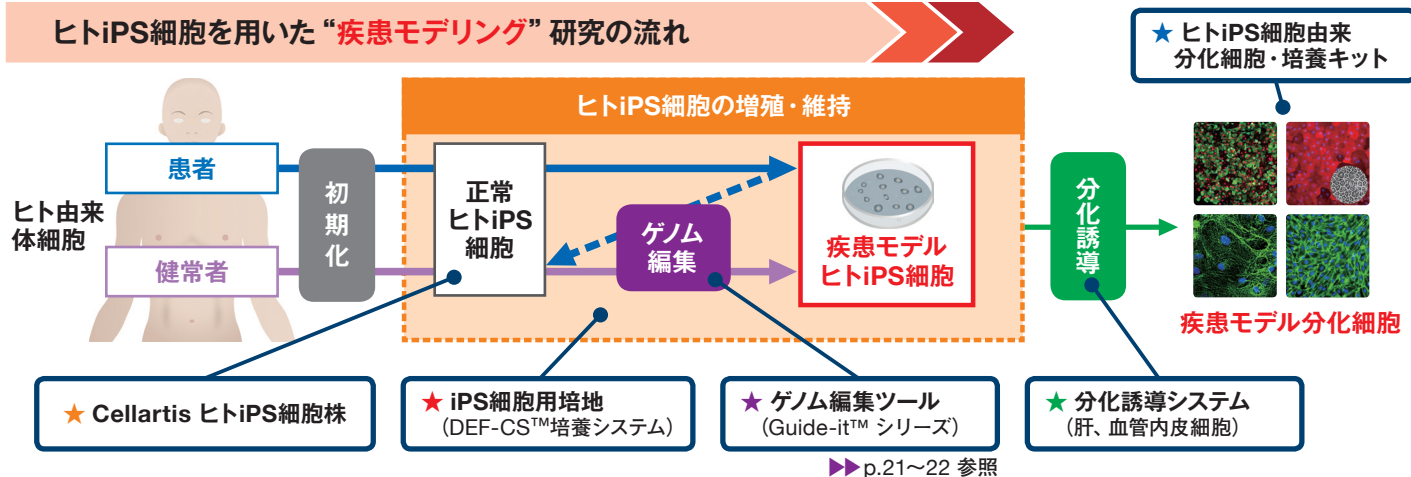 ヒトiPS細胞を用いた“疾患モデリング”研究の流れ
★ ヒトiPS細胞由来
分化細胞・培養キット
ヒトiPS細胞の増殖・維持
ヒト由来
体細胞
患者
健常者
初期化
正常
ヒトiPS
細胞
ゲノム
編集
疾患モデル
ヒトiPS細胞
分化誘導
疾患モデル分化細胞
★ Cellartis ヒトiPS細胞株
★ iPS細胞用培地
(DEF-CS™培養システム)
★ ゲノム編集ツール
(Guide-it™ シリーズ)
▶▶p.21〜22 参照
★ 分化誘導システム
(肝、血管内皮細胞)